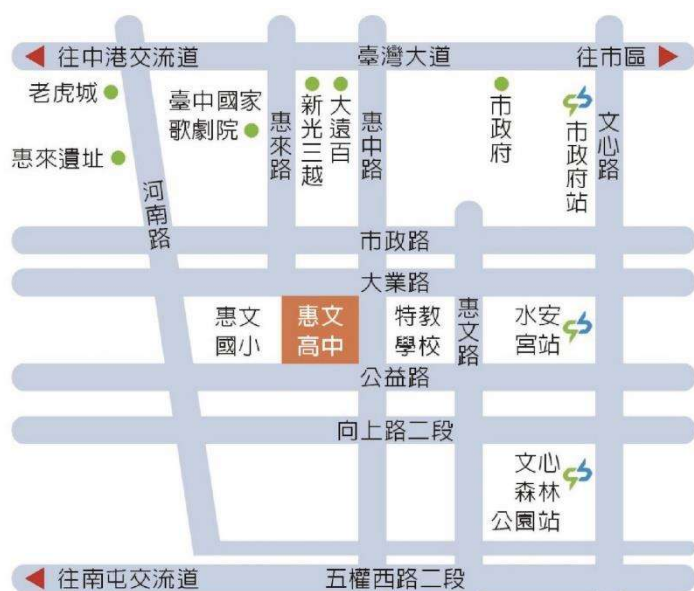 往中港交流道
臺灣大道
往市區
老虎城
臺中國家
歌劇院
惠來路
新光三越
大遠百
惠中路
市政府
市政府站
文心路
惠來遺址
河南路
市政路
大業路
惠文
國小
惠文
高中
特教
學校
惠文路
水安
宮站
公益路
向上路二段
文心
森林
公園站
往南屯交流道
五權西路二段